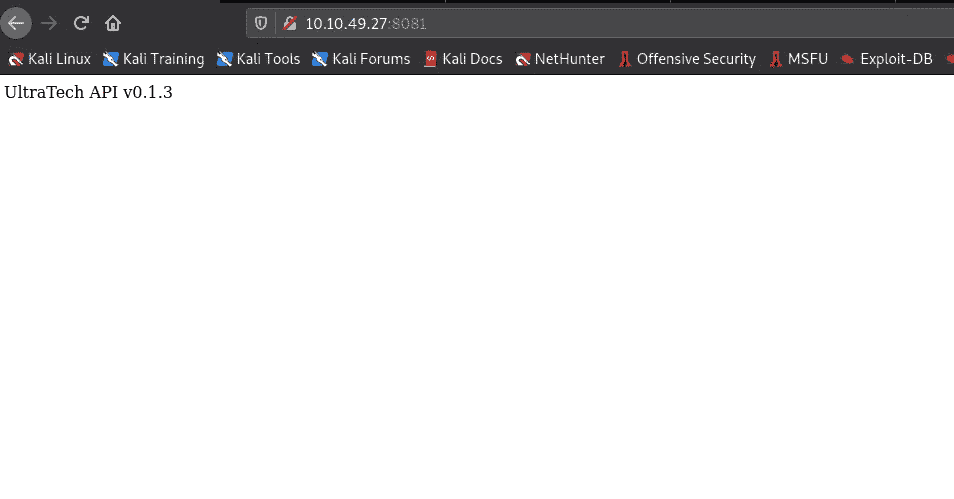 10.10.49.27:8081
Kali Linux Kali Training Kali Tools Kali Forums Kali Docs NetHunter Offensive Security MSFU Exploit-DB
UltraTech API v0.1.3